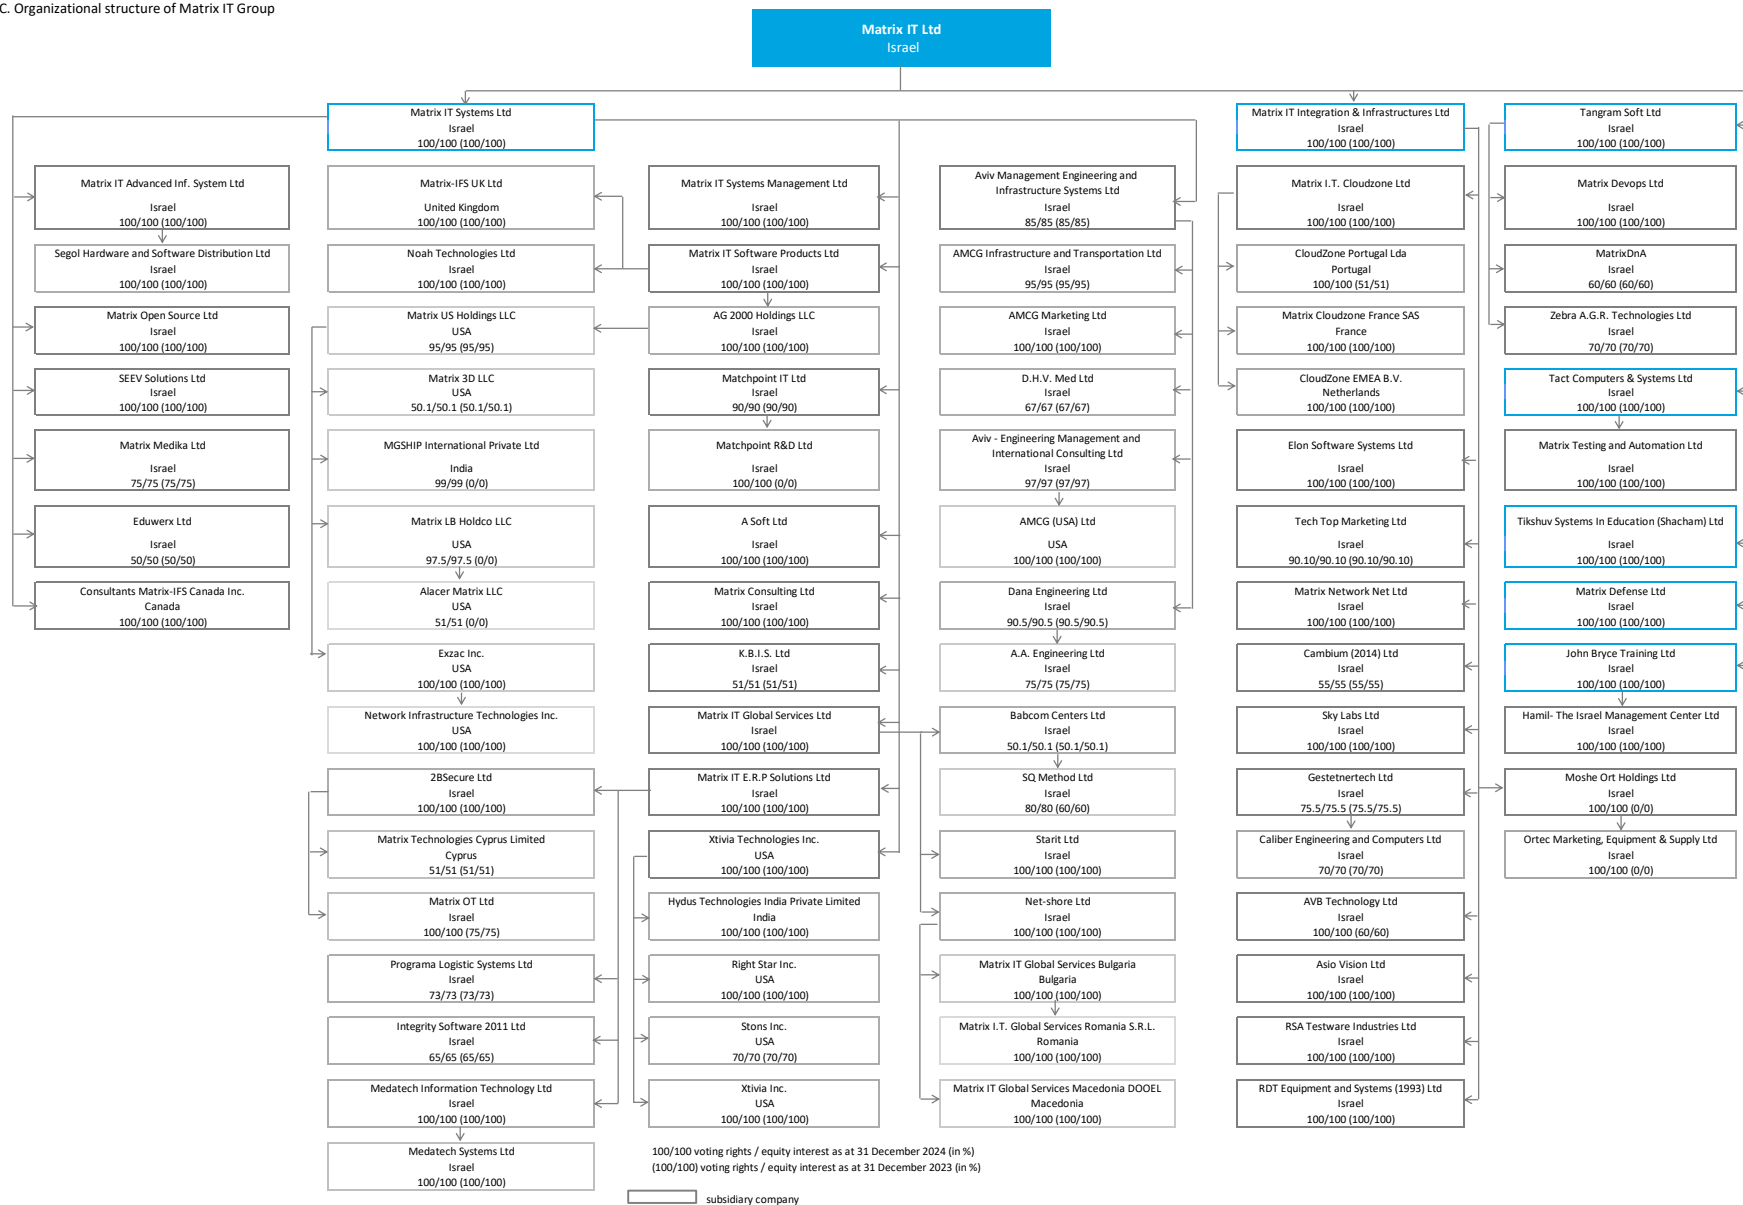 C. Organizational structure of Matrix IT Group
Matrix IT Ltd
Israel
Matrix IT Systems Ltd
Israel
100/100 (100/100)
Matrix IT Integration & Infrastructures Ltd
Israel
100/100 (100/100)
Tangram Soft Ltd
Israel
100/100 (100/100)
Matrix IT Advanced Inf. System Ltd
Israel
100/100 (100/100)
Segol Hardware and Software Distribution Ltd
Israel
100/100 (100/100)
Matrix Open Source Ltd
Israel
100/100 (100/100)
SEEV Solutions Ltd
Israel
100/100 (100/100)
Matrix Medika Ltd
Israel
75/75 (75/75)
Eduwerx Ltd
Israel
50/50 (50/50)
Consultants Matrix-IFS Canada Inc.
Canada
100/100 (100/100)
Matrix-IFS UK Ltd
United Kingdom
100/100 (100/100)
Noah Technologies Ltd
Israel
100/100 (100/100)
Matrix US Holdings LLC
USA
95/95 (95/95)
Matrix 3D LLC
USA
50.1/50.1 (50.1/50.1)
MGSHIP International Private Ltd
India
99/99 (0/0)
Matrix LB Holdco LLC
USA
97.5/97.5 (0/0)
Alacer Matrix LLC
USA
51/51 (0/0)
Exzac Inc.
USA
100/100 (100/100)
Network Infrastructure Technologies Inc.
USA
100/100 (100/100)
2BSecure Ltd
Israel
100/100 (100/100)
Matrix Technologies Cyprus Limited
Cyprus
51/51 (51/51)
Matrix OT Ltd
Israel
100/100 (75/75)
Programa Logistic Systems Ltd
Israel
73/73 (73/73)
Integrity Software 2011 Ltd
Israel
65/65 (65/65)
Medatech Information Technology Ltd
Israel
100/100 (100/100)
Medatech Systems Ltd
Israel
100/100 (100/100)
Matrix IT Systems Management Ltd
Israel
100/100 (100/100)
Matrix IT Software Products Ltd
Israel
100/100 (100/100)
AG 2000 Holdings LLC
Israel
100/100 (100/100)
Matchpoint IT Ltd
Israel
90/90 (90/90)
Matchpoint R&D Ltd
Israel
100/100 (0/0)
A Soft Ltd
Israel
100/100 (100/100)
Matrix Consulting Ltd
Israel
100/100 (100/100)
K.B.I.S. Ltd
Israel
51/51 (51/51)
Matrix IT Global Services Ltd
Israel
100/100 (100/100)
Matrix IT E.R.P Solutions Ltd
Israel
100/100 (100/100)
Xtivia Technologies Inc.
USA
100/100 (100/100)
Hydus Technologies India Private Limited
India
100/100 (100/100)
Right Star Inc.
USA
100/100 (100/100)
Stons Inc.
USA
70/70 (70/70)
Xtivia Inc.
USA
100/100 (100/100)
Aviv Management Engineering and
Infrastructure Systems Ltd
Israel
85/85 (85/85)
AMCG Infrastructure and Transportation Ltd
Israel
95/95 (95/95)
AMCG Marketing Ltd
Israel
100/100 (100/100)
D.H.V. Med Ltd
Israel
67/67 (67/67)
Aviv - Engineering Management and
International Consulting Ltd
Israel
97/97 (97/97)
AMCG (USA) Ltd
USA
100/100 (100/100)
Dana Engineering Ltd
Israel
90.5/90.5 (90.5/90.5)
A.A. Engineering Ltd
Israel
75/75 (75/75)
Babcom Centers Ltd
Israel
50.1/50.1 (50.1/50.1)
SQ Method Ltd
Israel
80/80 (60/60)
Starit Ltd
Israel
100/100 (100/100)
Net-shore Ltd
Israel
100/100 (100/100)
Matrix IT Global Services Bulgaria
Bulgaria
100/100 (100/100)
Matrix I.T. Global Services Romania S.R.L.
Romania
100/100 (100/100)
Matrix IT Global Services Macedonia DOOEL
Macedonia
100/100 (100/100)
Matrix I.T. Cloudzone Ltd
Israel
100/100 (100/100)
CloudZone Portugal Lda
Portugal
100/100 (51/51)
Matrix Cloudzone France SAS
France
100/100 (100/100)
CloudZone EMEA B.V.
Netherlands
100/100 (100/100)
Elon Software Systems Ltd
Israel
100/100 (100/100)
Tech Top Marketing Ltd
Israel
90.10/90.10 (90.10/90.10)
Matrix Network Net Ltd
Israel
100/100 (100/100)
Cambium (2014) Ltd
Israel
55/55 (55/55)
Sky Labs Ltd
Israel
100/100 (100/100)
Gestetnertech Ltd
Israel
75.5/75.5 (75.5/75.5)
Caliber Engineering and Computers Ltd
Israel
70/70 (70/70)
AVB Technology Ltd
Israel
100/100 (60/60)
Asio Vision Ltd
Israel
100/100 (100/100)
RSA Testware Industries Ltd
Israel
100/100 (100/100)
RDT Equipment and Systems (1993) Ltd
Israel
100/100 (100/100)
Matrix Devops Ltd
Israel
100/100 (100/100)
MatrixDnA
Israel
60/60 (60/60)
Zebra A.G.R. Technologies Ltd
Israel
70/70 (70/70)
Tact Computers & Systems Ltd
Israel
100/100 (100/100)
Matrix Testing and Automation Ltd
Israel
100/100 (100/100)
Tikshuv Systems In Education (Shacham) Ltd
Israel
100/100 (100/100)
Matrix Defense Ltd
Israel
100/100 (100/100)
John Bryce Training Ltd
Israel
100/100 (100/100)
Hamil- The Israel Management Center Ltd
Israel
100/100 (100/100)
Moshe Ort Holdings Ltd
Israel
100/100 (0/0)
Ortec Marketing, Equipment & Supply Ltd
Israel
100/100 (0/0)
100/100 voting rights / equity interest as at 31 December 2024 (in %)
(100/100) voting rights / equity interest as at 31 December 2023 (in %)
subsidiary company